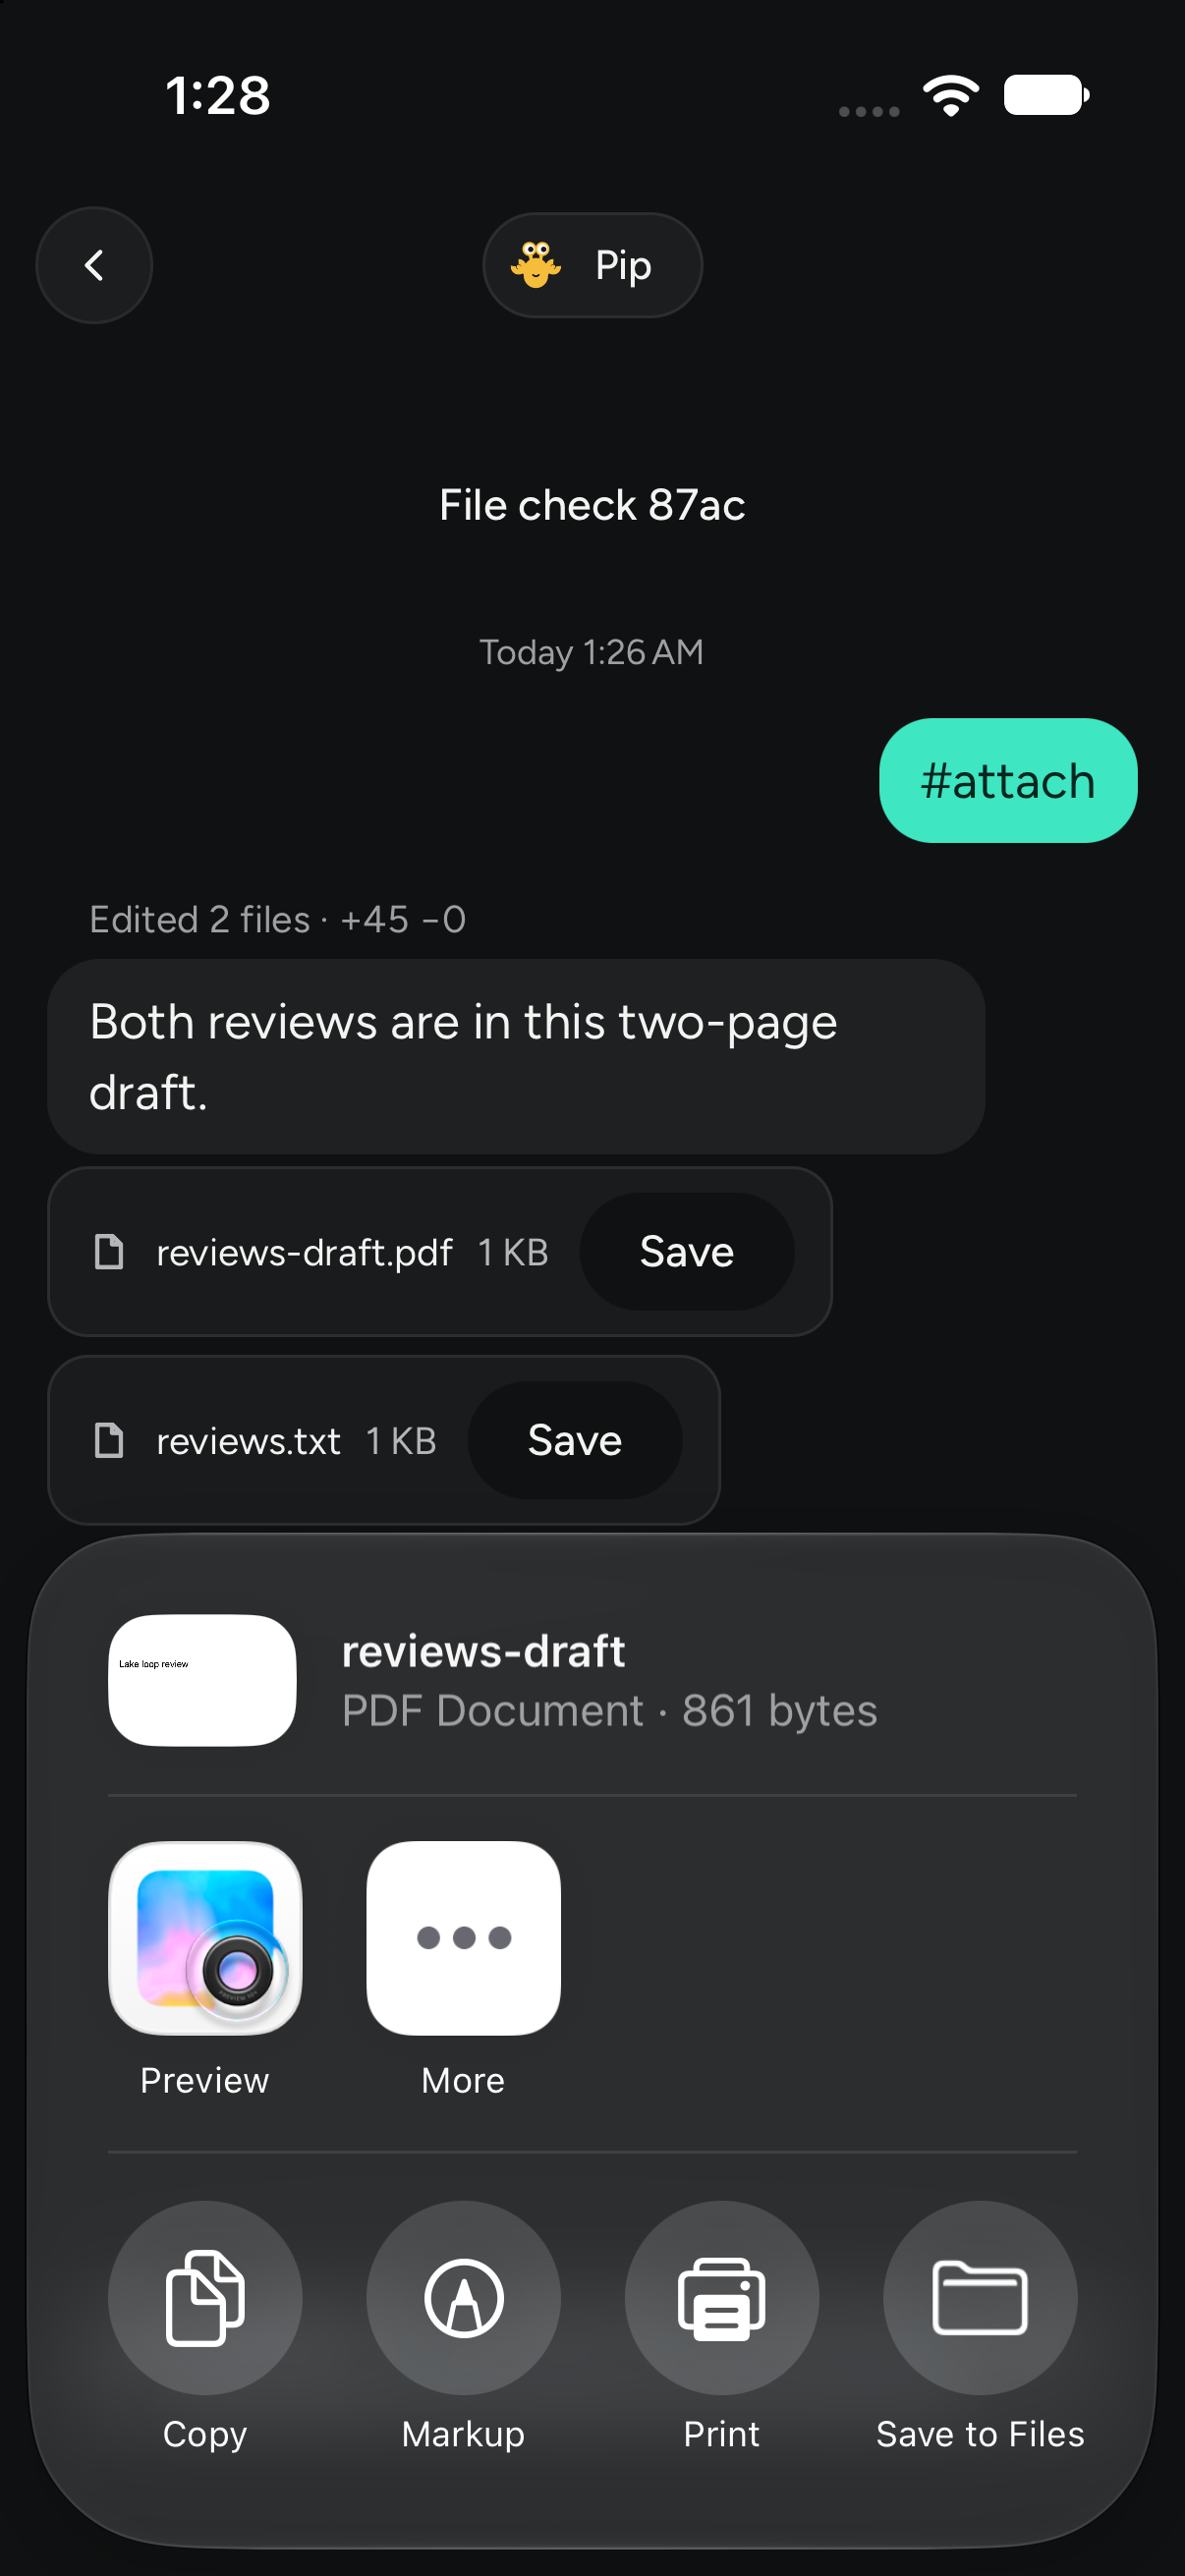 1:28
Pip
File check 87ac
Today 1:26 AM
#attach
Edited 2 files · +45 −0
Both reviews are in this two-page
draft.
reviews-draft.pdf 1 KB Save
reviews.txt 1 KB Save
Lake loop review
reviews-draft
PDF Document · 861 bytes
Preview More
Copy Markup Print Save to Files